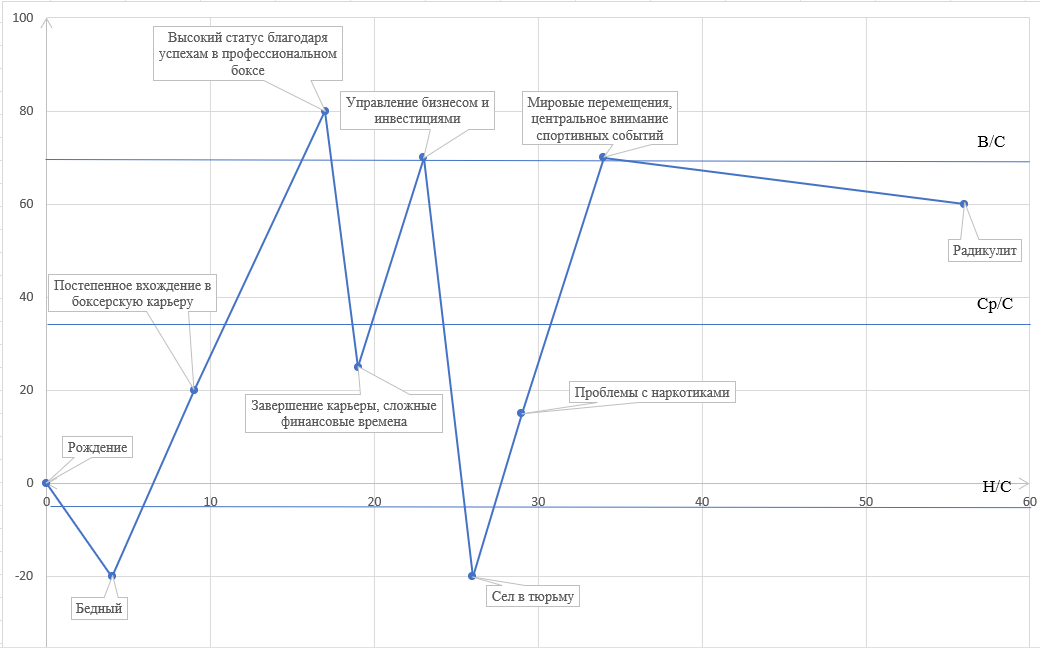 100
Высокий статус благодаря
успехам в профессиональном
боксе
80
Управление бизнесом и
инвестициями
Мировые перемещения,
центральное внимание
спортивных событий
В/С
60
Радикулит
Постепенное вхождение в
боксерскую карьеру
40
Ср/С
20
Завершение карьеры, сложные
финансовые времена
Проблемы с наркотиками
Рождение
0
Н/С
0 10 20 30 40 50 60
-20
Бедный
Сел в тюрьму